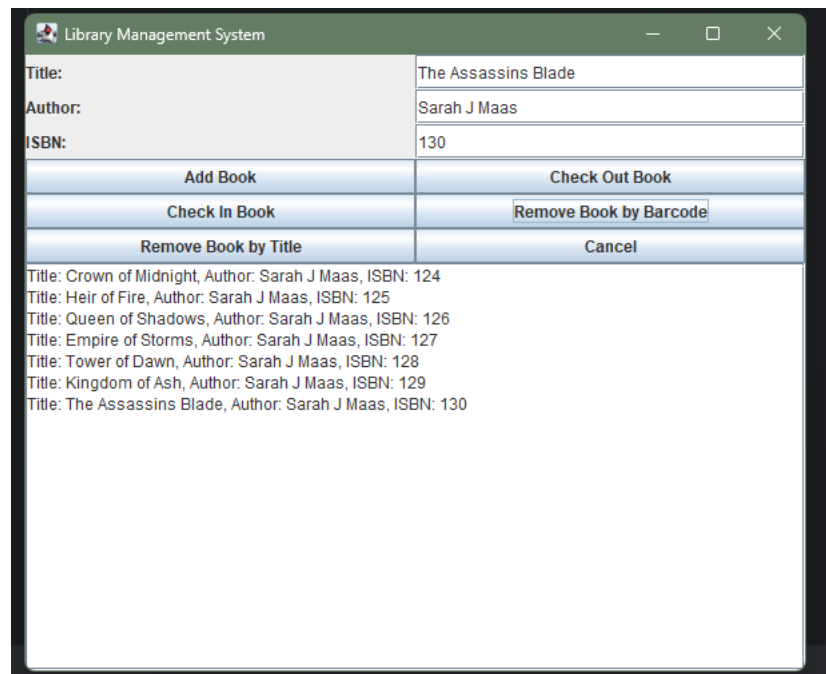 Library Management System
Title:
The Assassins Blade
Author:
Sarah J Maas
ISBN:
130
Add Book
Check Out Book
Check In Book
Remove Book by Barcode
Remove Book by Title
Cancel
Title: Crown of Midnight, Author: Sarah J Maas, ISBN: 124
Title: Heir of Fire, Author: Sarah J Maas, ISBN: 125
Title: Queen of Shadows, Author: Sarah J Maas, ISBN: 126
Title: Empire of Storms, Author: Sarah J Maas, ISBN: 127
Title: Tower of Dawn, Author: Sarah J Maas, ISBN: 128
Title: Kingdom of Ash, Author: Sarah J Maas, ISBN: 129
Title: The Assassins Blade, Author: Sarah J Maas, ISBN: 130